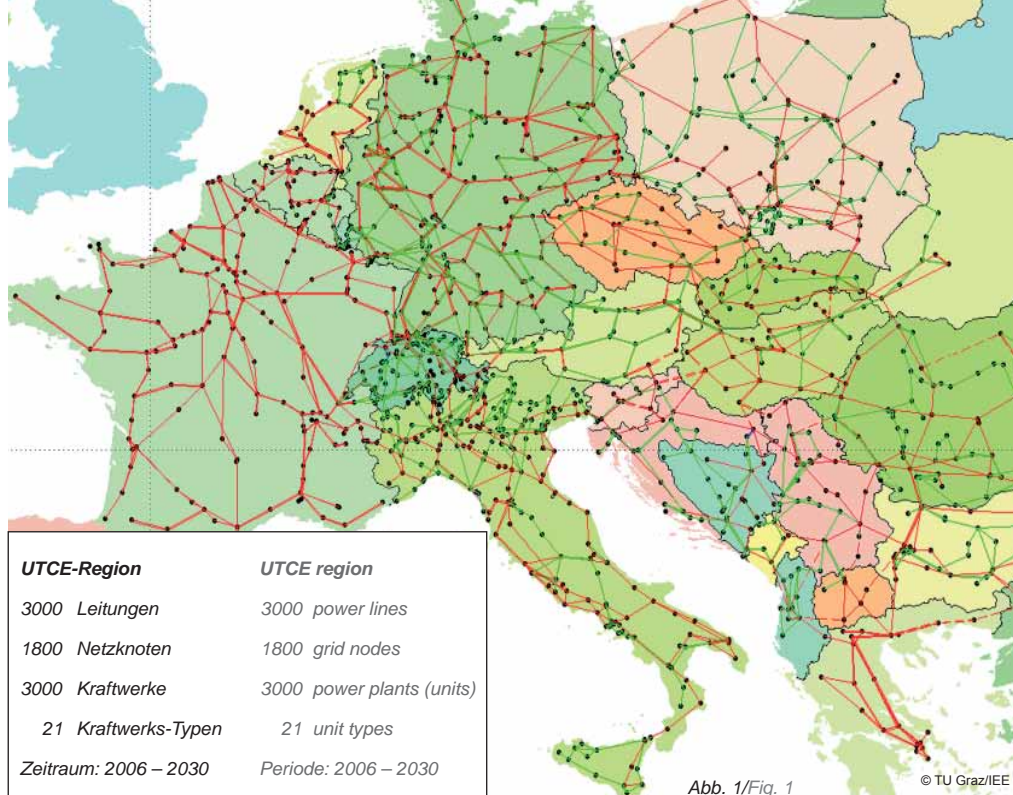 UTCE-Region UTCE region
3000 Leitungen 3000 power lines
1800 Netzknoten 1800 grid nodes
3000 Kraftwerke 3000 power plants (units)
21 Kraftwerks-Typen 21 unit types
Zeitraum: 2006 – 2030 Periode: 2006 – 2030
Abb. 1/Fig. 1
© TU Graz/IEE